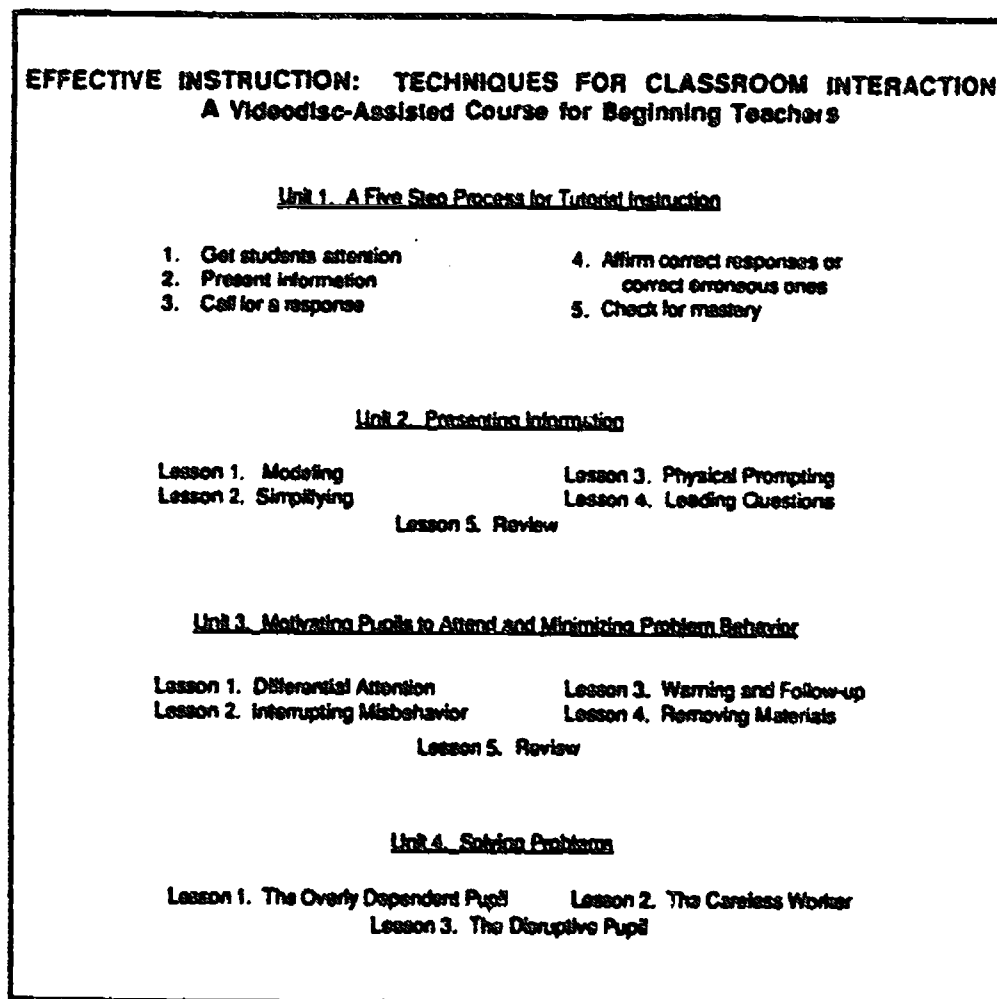 EFFECTIVE INSTRUCTION: TECHNIQUES FOR CLASSROOM INTERACTION
A Videodisc-Assisted Course for Beginning Teachers
Unit 1. A Five Step Process for Tutorial Instruction
1. Get students attention
2. Present information
3. Call for a response
4. Affirm correct responses or
correct erroneous ones
5. Check for mastery
Unit 2. Presenting Information
Lesson 1. Modeling
Lesson 2. Simplifying
Lesson 3. Physical Prompting
Lesson 4. Leading Questions
Lesson 5. Review
Unit 3. Motivating Pupils to Attend and Minimizing Problem Behavior
Lesson 1. Differential Attention
Lesson 2. Interrupting Misbehavior
Lesson 3. Warning and Follow-up
Lesson 4. Removing Materials
Lesson 5. Review
Unit 4. Solving Problems
Lesson 1. The Overly Dependent Pupil
Lesson 2. The Careless Worker
Lesson 3. The Disruptive Pupil